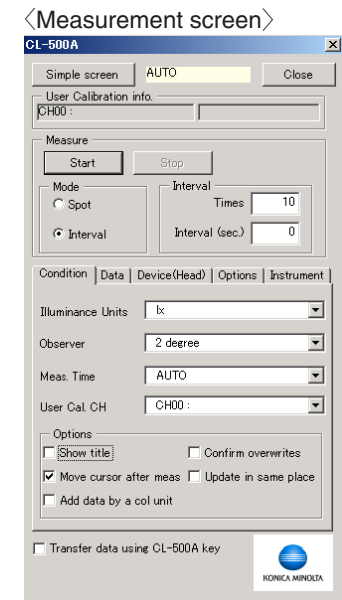 〈Measurement screen〉
CL-500A
Simple screen AUTO Close
User Calibration info.
CH00 :
Measure
Start Stop
Mode Interval
Spot Times 10
Interval Interval (sec.) 0
Condition Data Device(Head) Options Instrument
Illuminance Units lx
Observer 2 degree
Meas. Time AUTO
User Cal. CH CH00 :
Options
Show title Confirm overwrites
Move cursor after meas Update in same place
Add data by a col unit
Transfer data using CL-500A key
KONICA MINOLTA